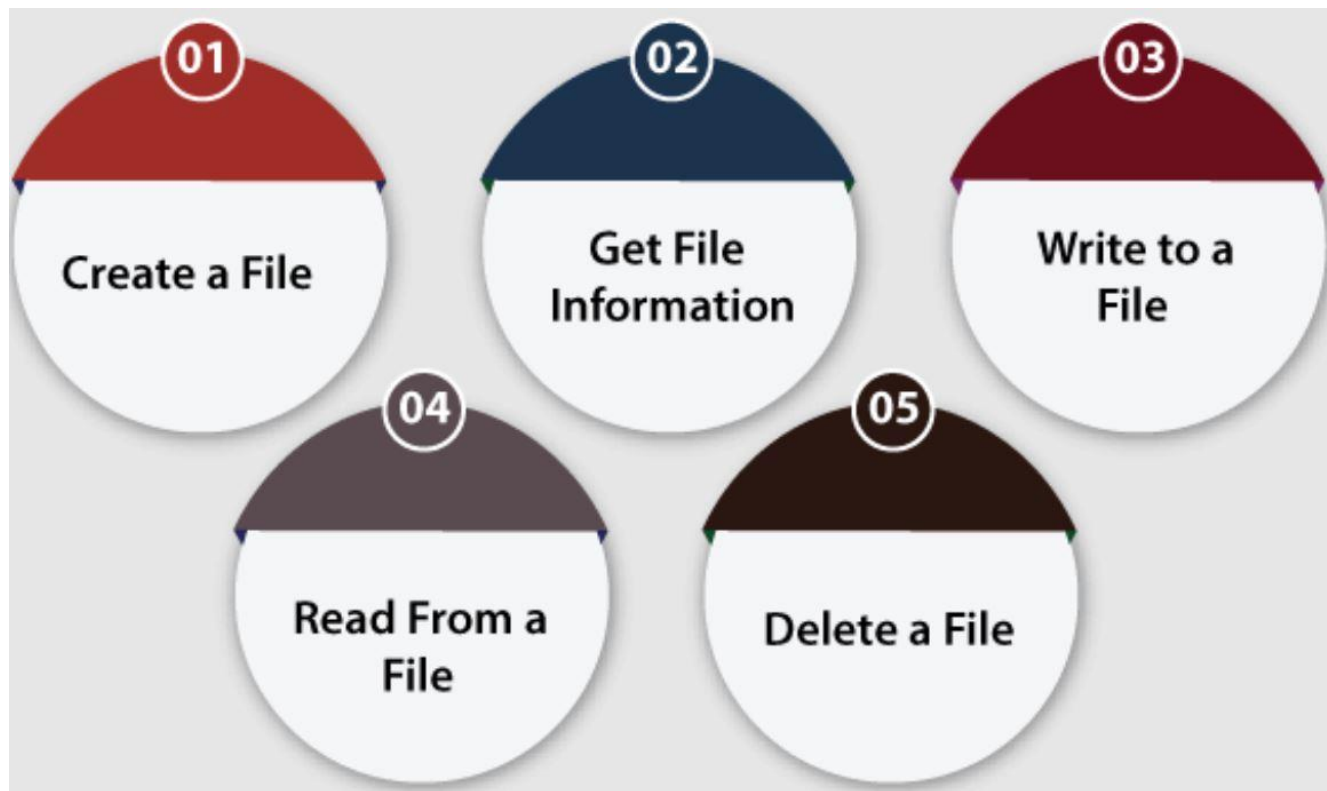 01
Create a File
02
Get File
Information
03
Write to a
File
04
Read From a
File
05
Delete a File